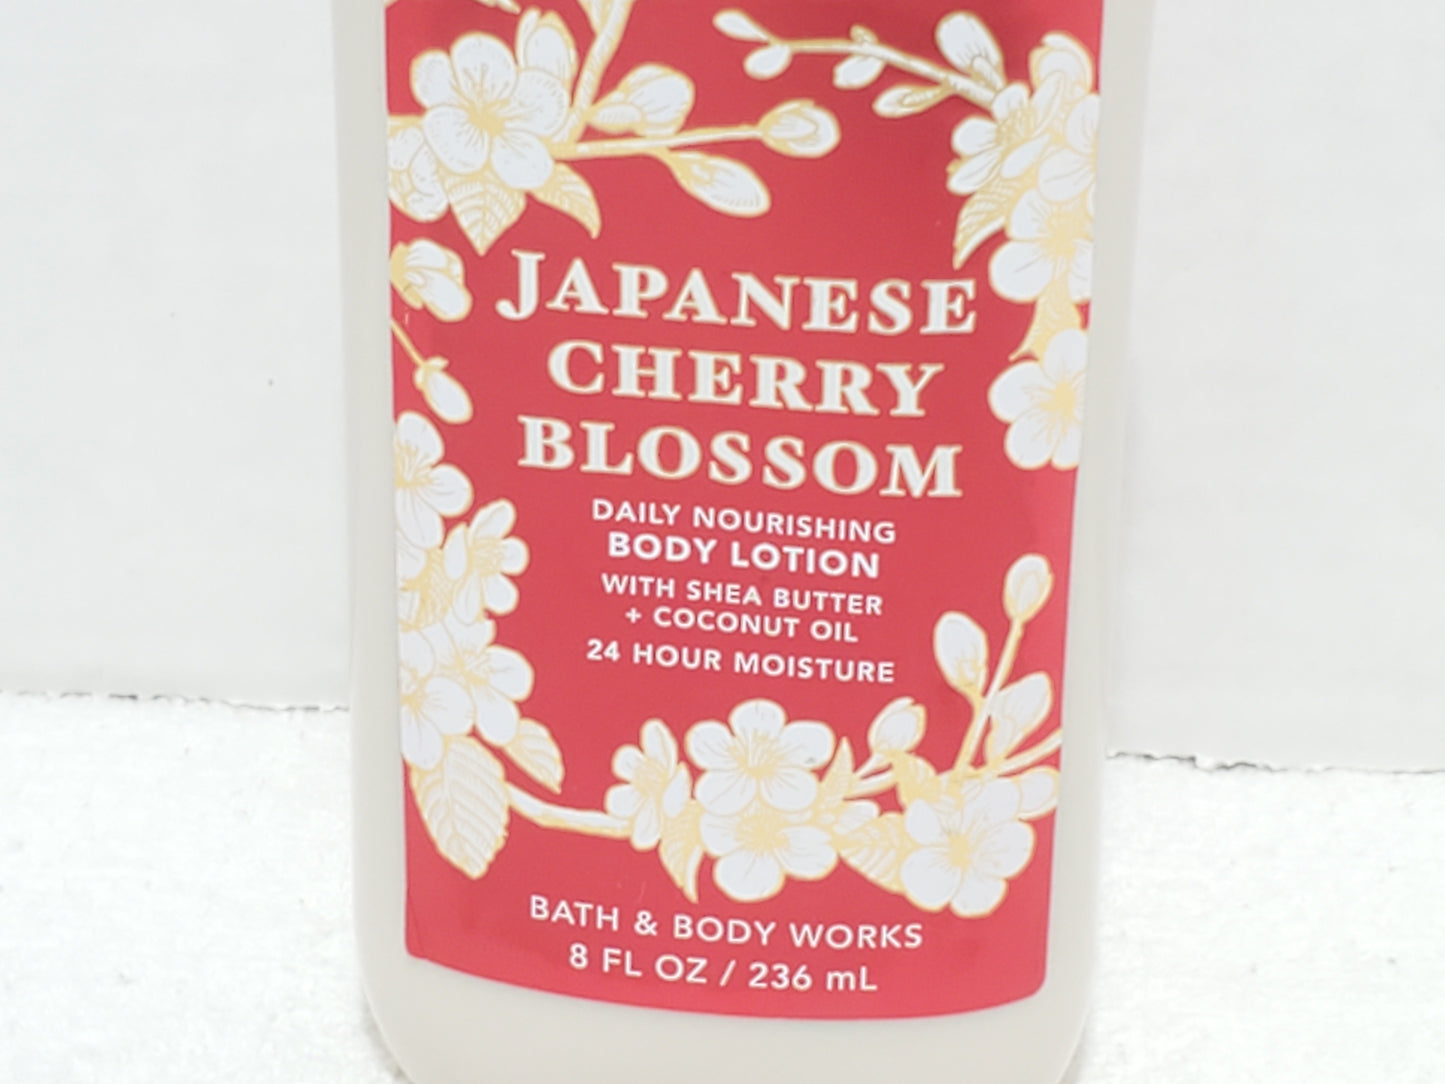 JAPANESE
CHERRY
BLOSSOM
DAILY NOURISHING
BODY LOTION
WITH SHEA BUTTER
+ COCONUT OIL
24 HOUR MOISTURE
BATH & BODY WORKS
8 FL OZ / 236 mL